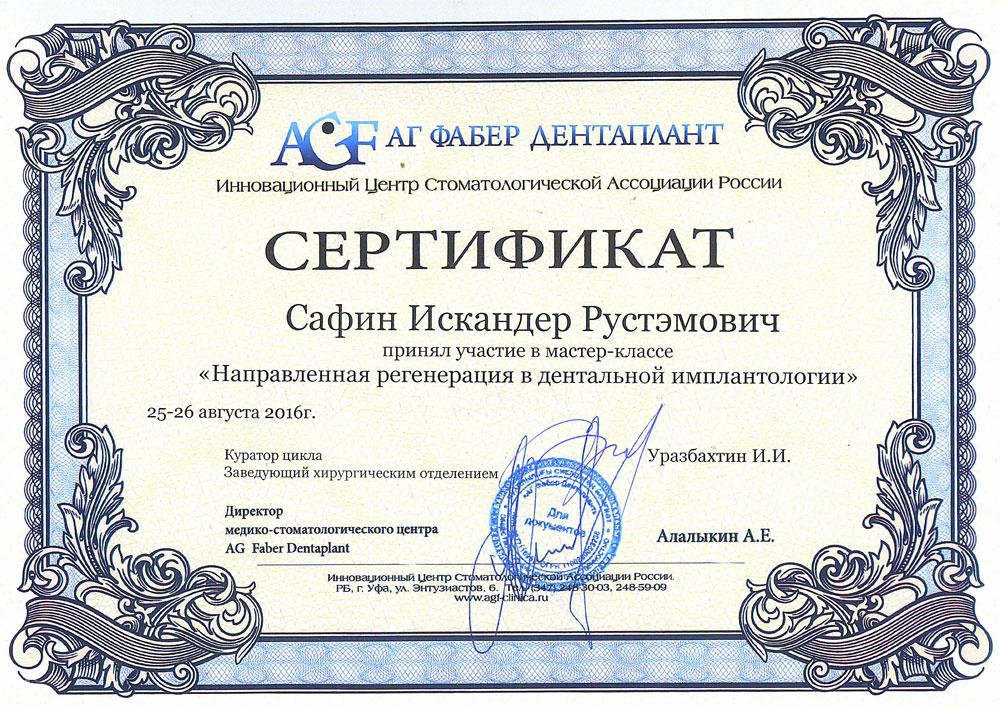 AGF АГ ФАБЕР ДЕНТАПЛАНТ
Инновационный Центр Стоматологической Ассоциации России
СЕРТИФИКАТ
Сафин Искандер Рустэмович
принял участие в мастер-классе
«Направленная регенерация в дентальной имплантологии»
25-26 августа 2016г.
Куратор цикла
Заведующий хирургическим отделением
Уразбахтин И.И.
Директор
медико-стоматологического центра
AG Faber Dentaplant
Алалыкин А.Е.
"АГ Фабер Дентаплант"
Для
документов
Инновационный Центр Стоматологической Ассоциации России.
РБ, г. Уфа, ул. Энтузиастов, 6. Тел. (347) 248-30-03, 248-59-09
www.agf-clinica.ru